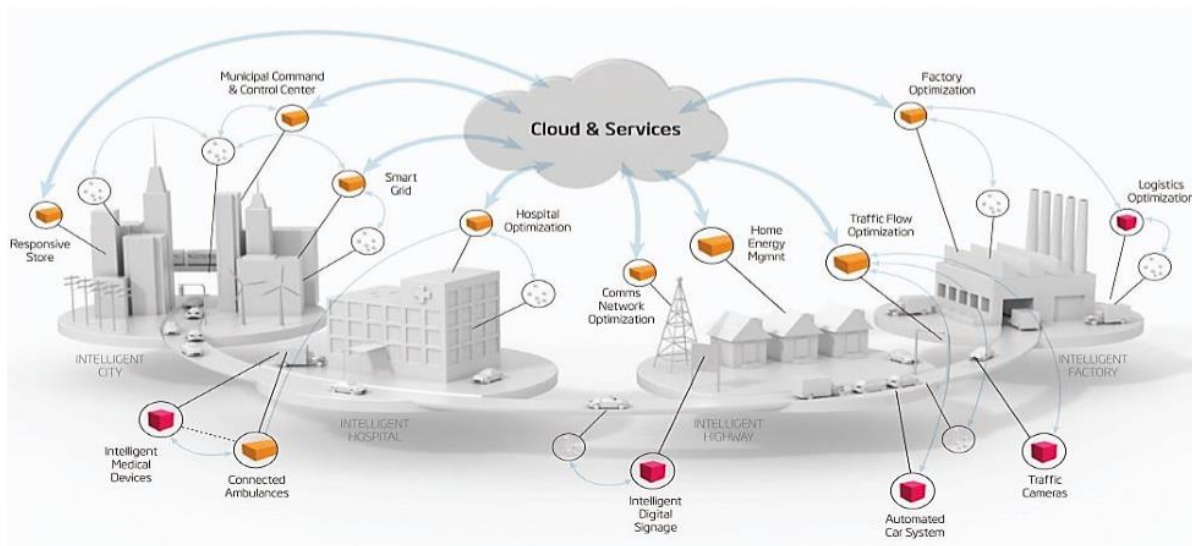 Municipal Command
& Control Center
Cloud & Services
Factory
Optimization
Smart
Grid
Logistics
Optimization
Responsive
Store
Hospital
Optimization
Home
Energy
Mgmnt
Traffic Flow
Optimization
Comms
Network
Optimization
INTELLIGENT
CITY
INTELLIGENT
FACTORY
INTELLIGENT
HOSPITAL
INTELLIGENT
HIGHWAY
Intelligent
Medical
Devices
Connected
Ambulances
Intelligent
Digital
Signage
Automated
Car System
Traffic
Cameras